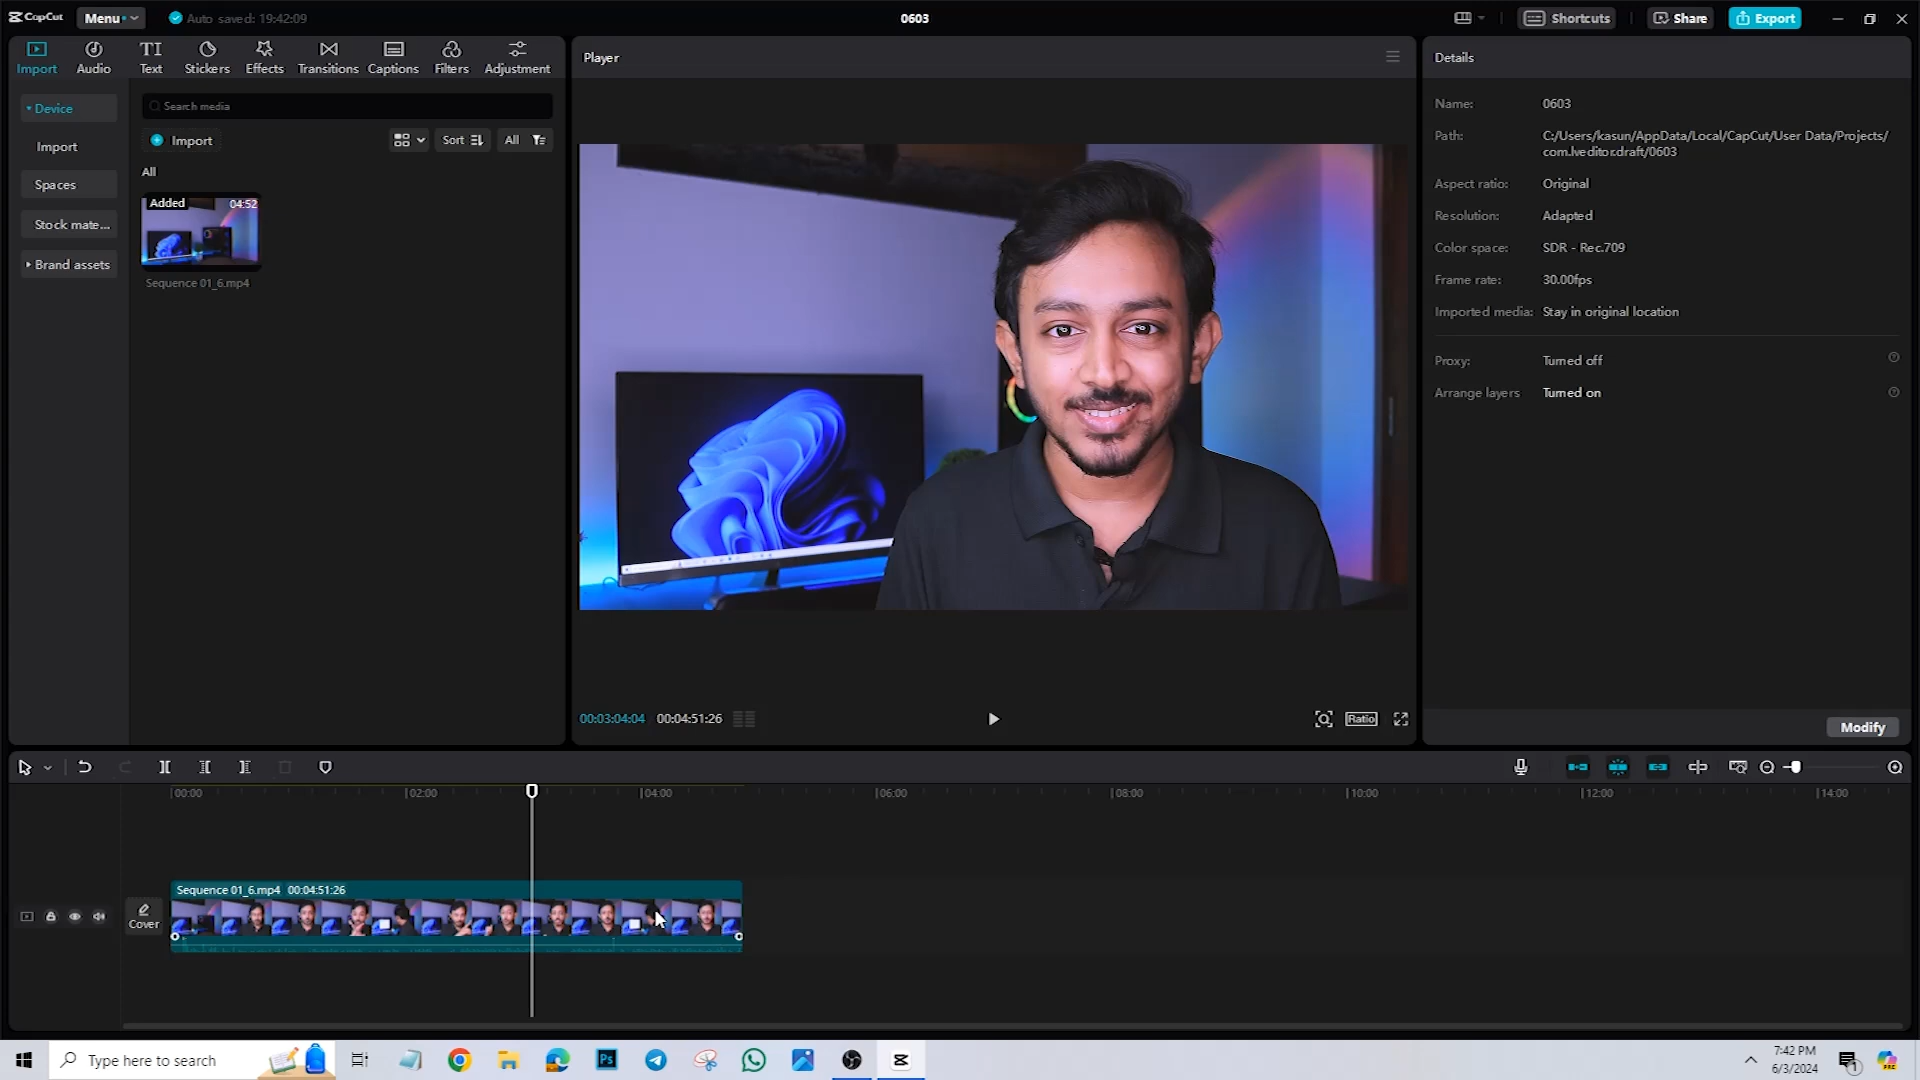 CapCut
Menu
Auto saved: 19:42:09
0603
Shortcuts
Share
Export
Import
Audio
TI
Text
Stickers
Effects
Transitions
Captions
Filters
Adjustment
Player
Details
Device
Import
Spaces
Stock mate...
Brand assets
Search media
Import
Sort
All
All
Added
04:52
Sequence 01_6.mp4
Name:
0603
Path:
C:/Users/kasun/AppData/Local/CapCut/User Data/Projects/
com.lveditor.draft/0603
Aspect ratio:
Original
Resolution:
Adapted
Color space:
SDR - Rec.709
Frame rate:
30.00fps
Imported media:
Stay in original location
Proxy:
Turned off
Arrange layers
Turned on
00:03:04:04
00:04:51:26
Ratio
Modify
00:00
02:00
04:00
06:00
08:00
10:00
12:00
14:00
Cover
Sequence 01_6.mp4 00:04:51:26
Type here to search
Ps
7:42 PM
6/3/2024
1
PRE